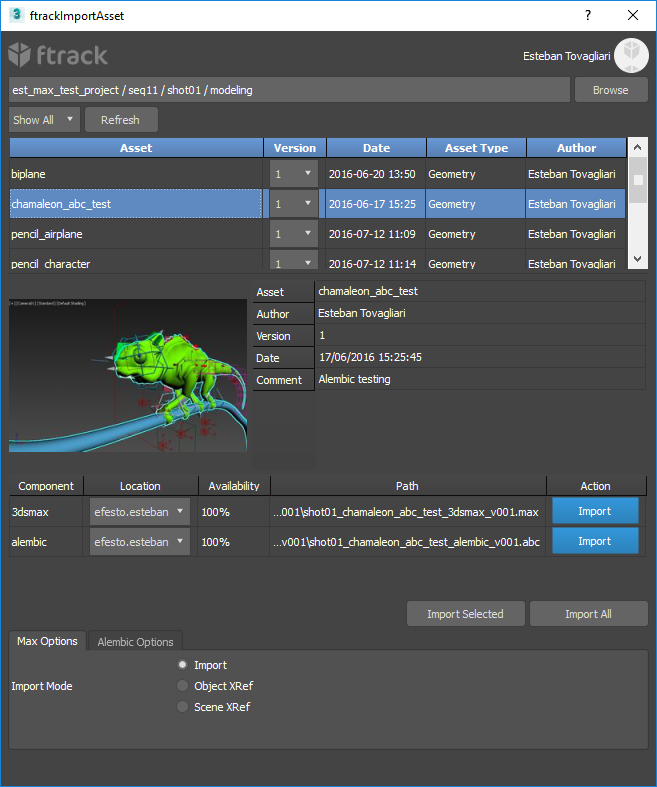 ftrackImportAsset
ftrack
Esteban Tovagliari
est_max_test_project / seq11 / shot01 / modeling
Browse
Show All
Refresh
Asset Version Date Asset Type Author
biplane 1 2016-06-20 13:50 Geometry Esteban Tovagliari
chamaleon_abc_test 1 2016-06-17 15:25 Geometry Esteban Tovagliari
pencil_airplane 1 2016-07-12 11:09 Geometry Esteban Tovagliari
pencil_character 1 2016-07-12 11:14 Geometry Esteban Tovagliari
[+] [Camera01] [Standard] [Default Shading]
Asset chamaleon_abc_test
Author Esteban Tovagliari
Version 1
Date 17/06/2016 15:25:45
Comment Alembic testing
Component Location Availability Path Action
3dsmax efesto.esteban 100% ...001\shot01_chamaleon_abc_test_3dsmax_v001.max Import
alembic efesto.esteban 100% ...v001\shot01_chamaleon_abc_test_alembic_v001.abc Import
Import Selected Import All
Max Options Alembic Options
Import Mode
Import
Object XRef
Scene XRef